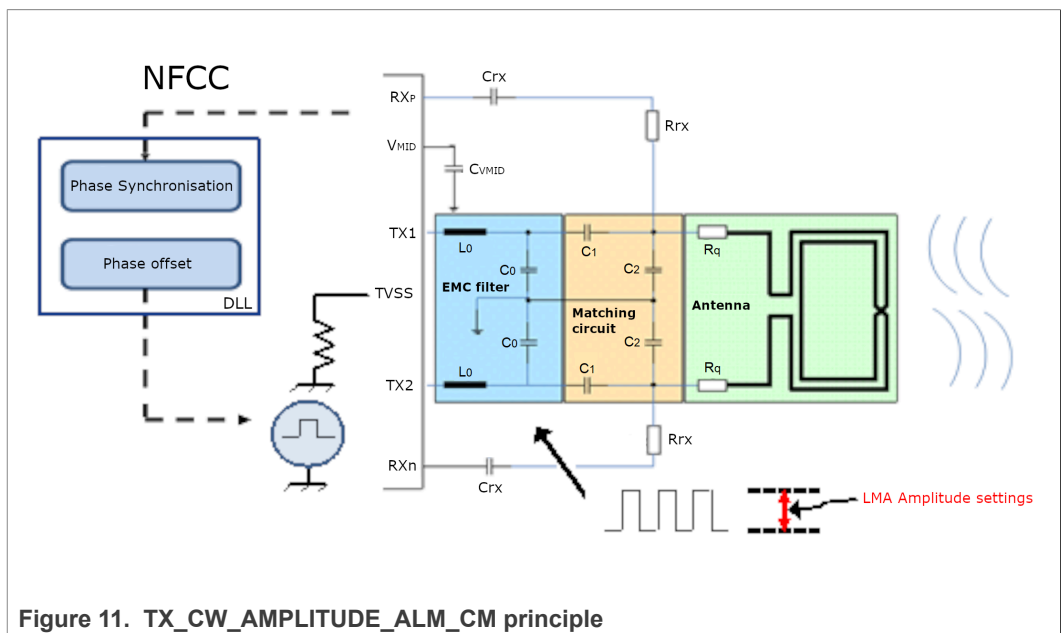 NFCC
Crx
RXP
Rrx
VMID
CVMID
Phase Synchronisation
TX1
L0
C1
Rq
C0
C2
EMC filter
Phase offset
DLL
TVSS
Matching
circuit
Antenna
C0
C2
L0
C1
Rq
TX2
Rrx
RXn
Crx
LMA Amplitude settings
Figure 11. TX_CW_AMPLITUDE_ALM_CM principle